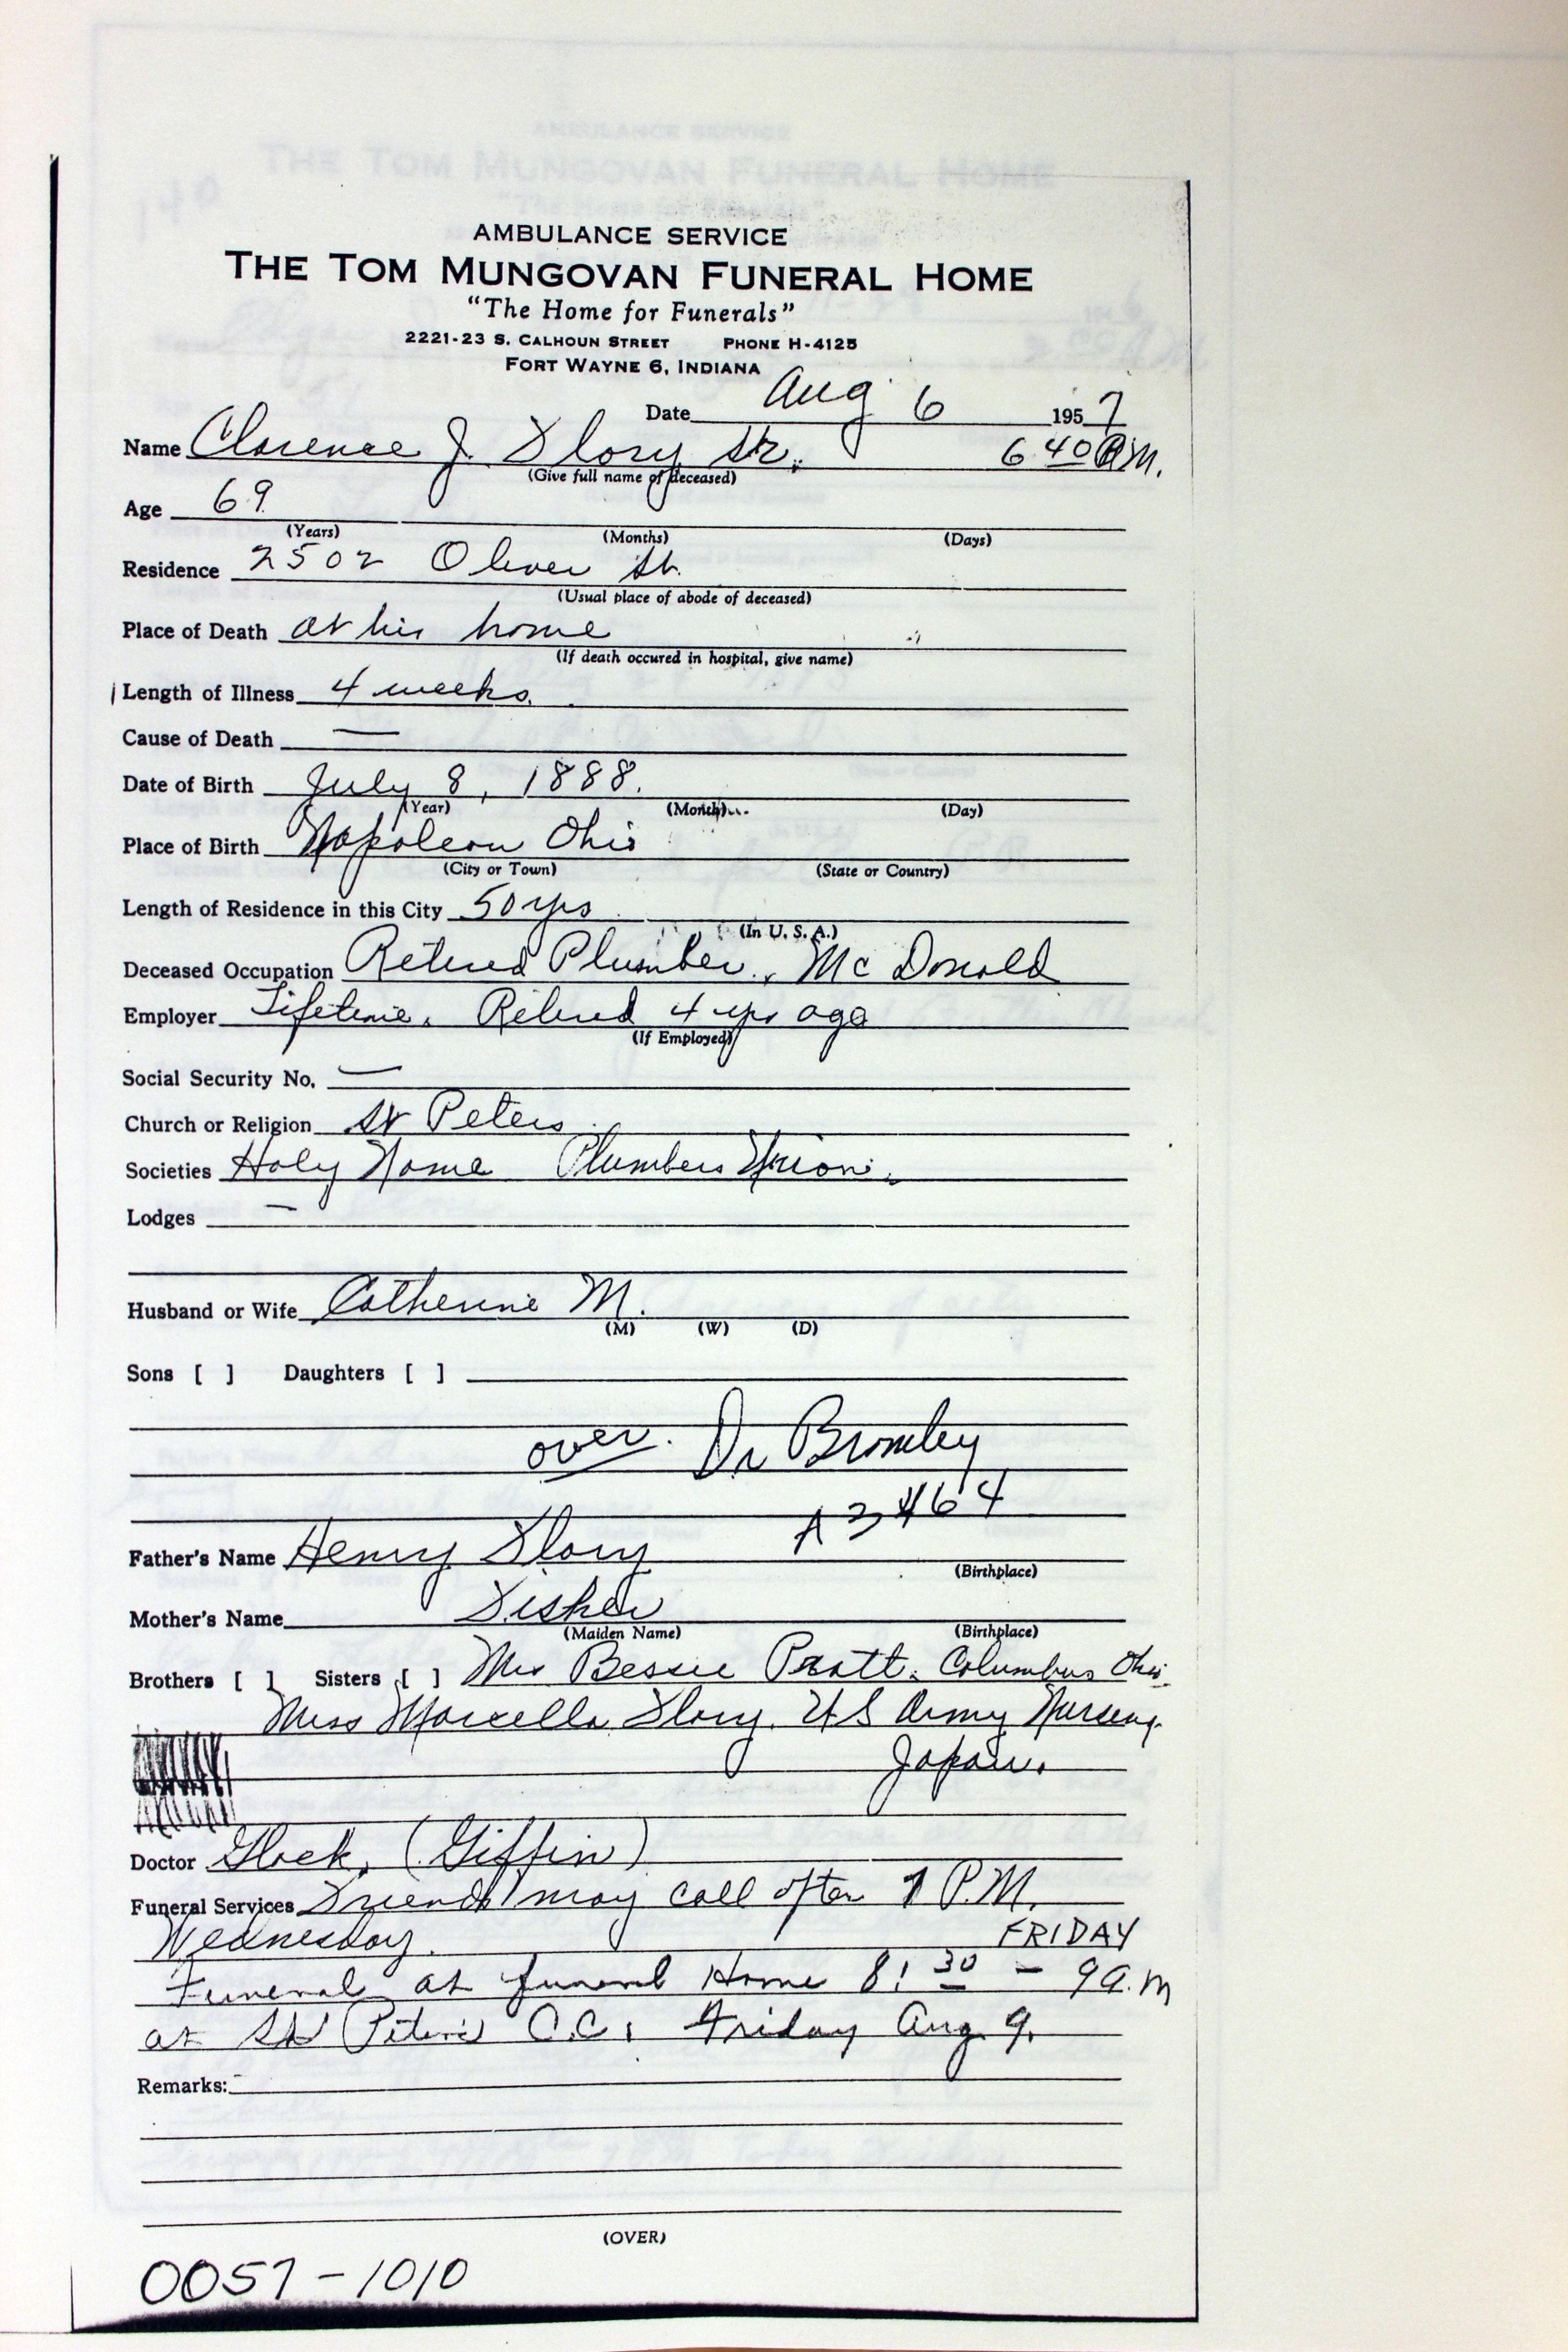 AMBULANCE SERVICE
THE TOM MUNGOVAN FUNERAL HOME
"The Home for Funerals"
2221-23 S. CALHOUN STREET PHONE H-4125
FORT WAYNE 6, INDIANA
Date Aug 6 1957
Name Clarence J. Flory Sr. 6 40 P.M.
(Give full name of deceased)
Age 69
(Years) (Months) (Days)
Residence 2502 Oliver St.
(Usual place of abode of deceased)
Place of Death at his home
(If death occured in hospital, give name)
Length of Illness 4 weeks.
Cause of Death —
Date of Birth July 8, 1888.
(Year) (Month) (Day)
Place of Birth Napoleon Ohio
(City or Town) (State or Country)
Length of Residence in this City 50 yrs
(In U. S. A.)
Deceased Occupation Retired Plumber. McDonald
Employer Lifetime. Retired 4 yrs ago
(If Employed)
Social Security No. —
Church or Religion St Peters
Societies Holy Name Plumbers Union.
Lodges —
Husband or Wife Catherine M.
(M) (W) (D)
Sons [ ] Daughters [ ]
over. Dr Bromley
A 3464
Father's Name Henry Flory
(Birthplace)
Mother's Name Fisher
(Maiden Name) (Birthplace)
Brothers [ ] Sisters [ ] Mrs Bessie Pratt. Columbus Ohio.
Miss Marcella Flory. U S Army Nursing.
Japan.
Doctor Glock, (Giffin)
Funeral Services Friends may call after 7 P.M.
Wednesday. FRIDAY
Funeral at funeral Home 8:30 - 9 a.m
at St Peters C.C. Friday Aug 9.
Remarks:
(OVER)
0057-1010